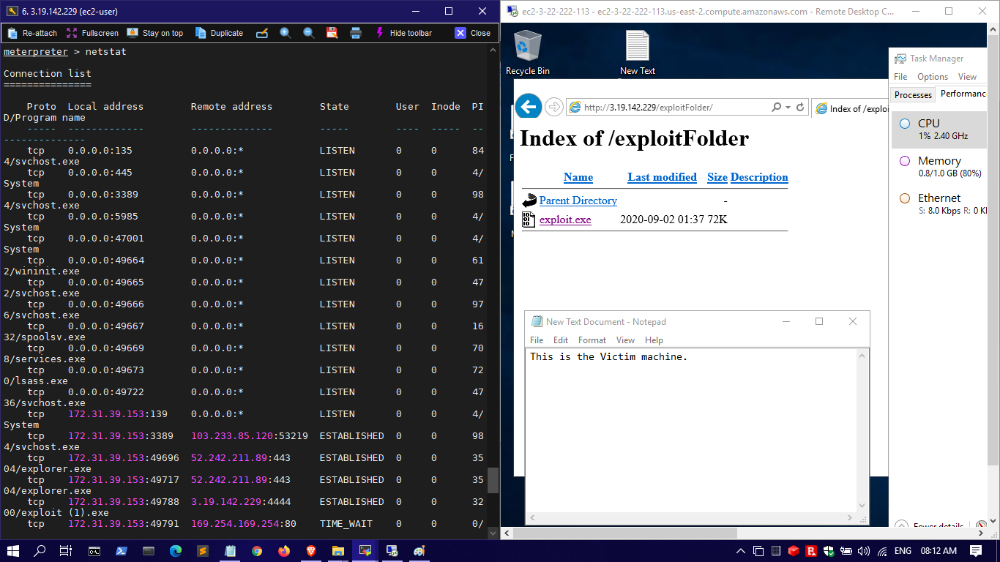 6. 3.19.142.229 (ec2-user)
Re-attach Fullscreen Stay on top Duplicate Hide toolbar Close
meterpreter > netstat
Connection list
===============
Proto Local address Remote address State User Inode PI
D/Program name
----- ------------- -------------- ----- ---- ----- --
--------------
tcp 0.0.0.0:135 0.0.0.0:* LISTEN 0 0 84
4/svchost.exe
tcp 0.0.0.0:445 0.0.0.0:* LISTEN 0 0 4/
System
tcp 0.0.0.0:3389 0.0.0.0:* LISTEN 0 0 98
4/svchost.exe
tcp 0.0.0.0:5985 0.0.0.0:* LISTEN 0 0 4/
System
tcp 0.0.0.0:47001 0.0.0.0:* LISTEN 0 0 4/
System
tcp 0.0.0.0:49664 0.0.0.0:* LISTEN 0 0 61
2/wininit.exe
tcp 0.0.0.0:49665 0.0.0.0:* LISTEN 0 0 47
2/svchost.exe
tcp 0.0.0.0:49666 0.0.0.0:* LISTEN 0 0 97
6/svchost.exe
tcp 0.0.0.0:49667 0.0.0.0:* LISTEN 0 0 16
32/spoolsv.exe
tcp 0.0.0.0:49669 0.0.0.0:* LISTEN 0 0 70
8/services.exe
tcp 0.0.0.0:49673 0.0.0.0:* LISTEN 0 0 72
0/lsass.exe
tcp 0.0.0.0:49722 0.0.0.0:* LISTEN 0 0 47
36/svchost.exe
tcp 172.31.39.153:139 0.0.0.0:* LISTEN 0 0 4/
System
tcp 172.31.39.153:3389 103.233.85.120:53219 ESTABLISHED 0 0 98
4/svchost.exe
tcp 172.31.39.153:49696 52.242.211.89:443 ESTABLISHED 0 0 35
04/explorer.exe
tcp 172.31.39.153:49717 52.242.211.89:443 ESTABLISHED 0 0 35
04/explorer.exe
tcp 172.31.39.153:49788 3.19.142.229:4444 ESTABLISHED 0 0 32
00/exploit (1).exe
tcp 172.31.39.153:49791 169.254.169.254:80 TIME_WAIT 0 0 0/
ec2-3-22-222-113 - ec2-3-22-222-113.us-east-2.compute.amazonaws.com - Remote Desktop C...
Recycle Bin
New Text
http://3.19.142.229/exploitFolder/
Index of /exploi
Index of /exploitFolder
Name Last modified Size Description
Parent Directory -
exploit.exe 2020-09-02 01:37 72K
New Text Document - Notepad
File Edit Format View Help
This is the Victim machine.
Task Manager
File Options View
Processes Performanc
CPU
1% 2.40 GHz
Memory
0.8/1.0 GB (80%)
Ethernet
S: 8.0 Kbps R: 0 K
Fewer details
ENG 08:12 AM